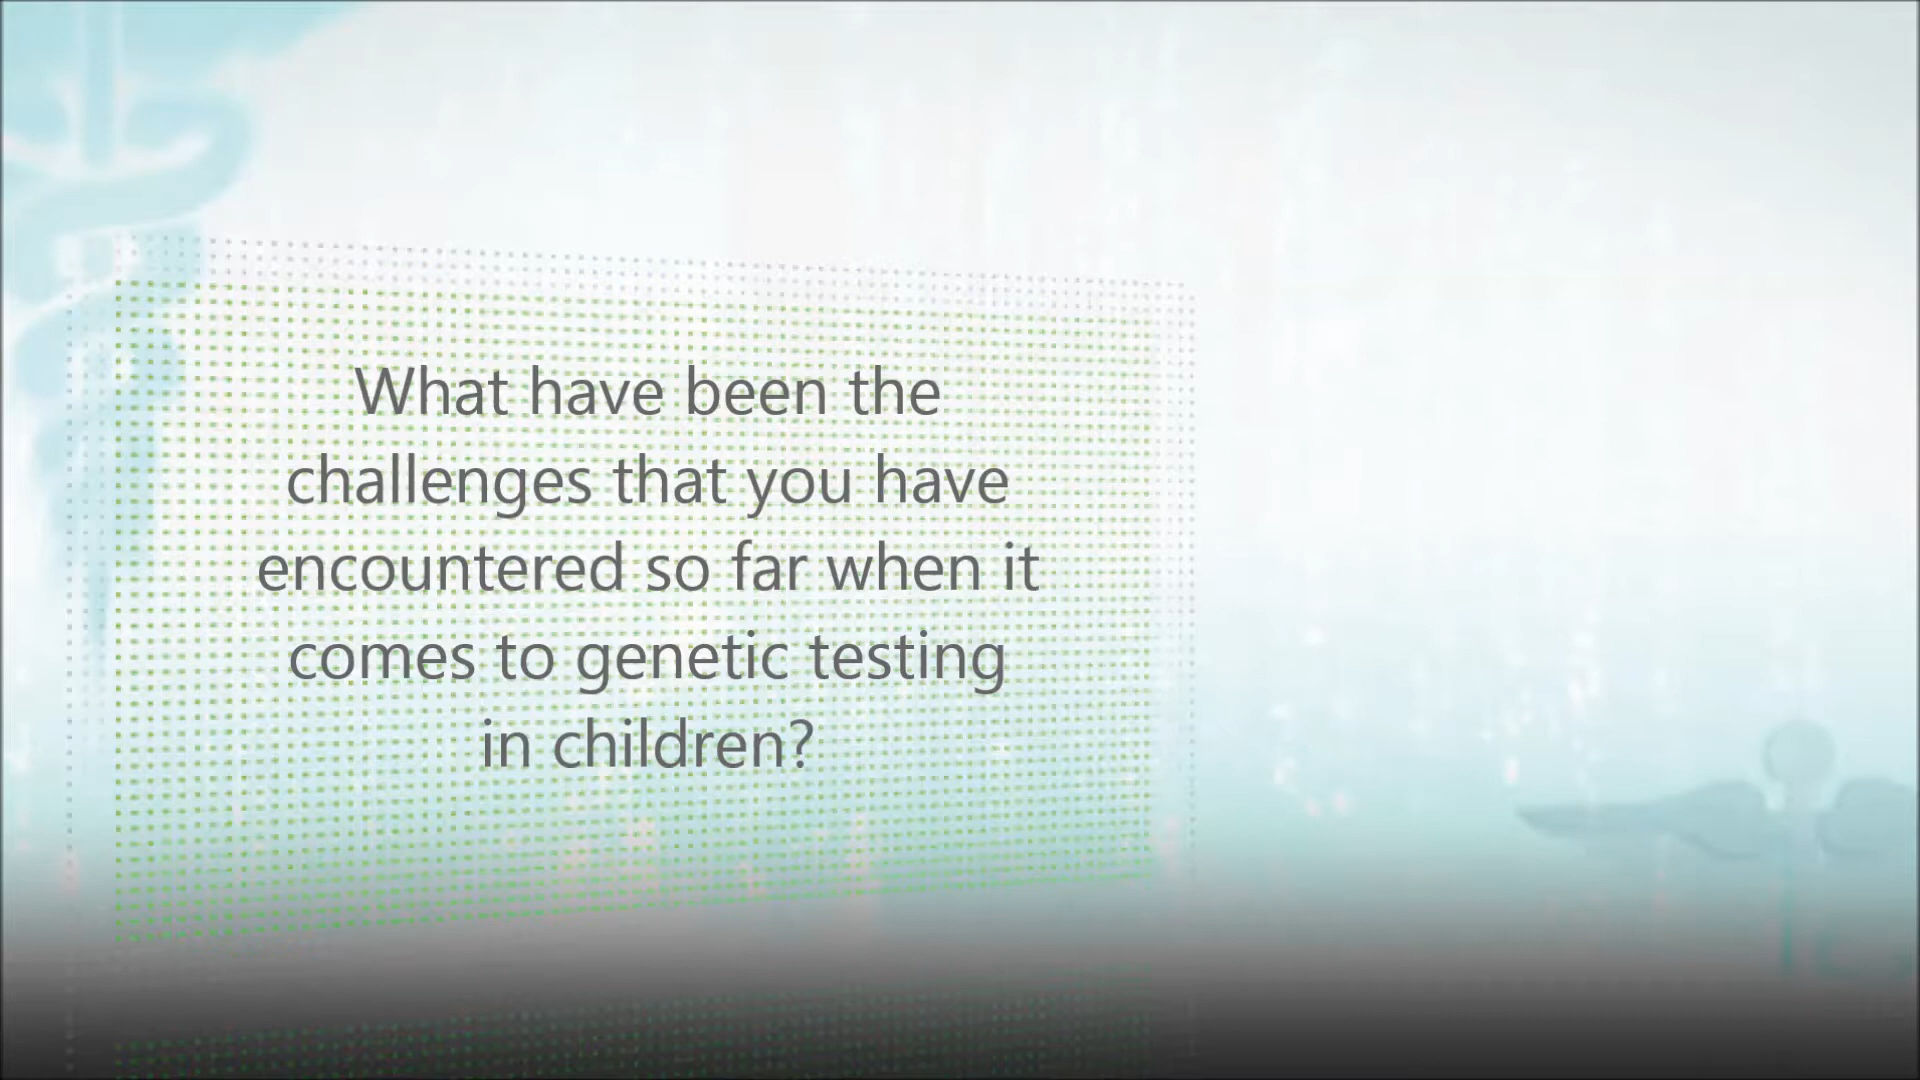 What have been the
challenges that you have
encountered so far when it
comes to genetic testing
in children?